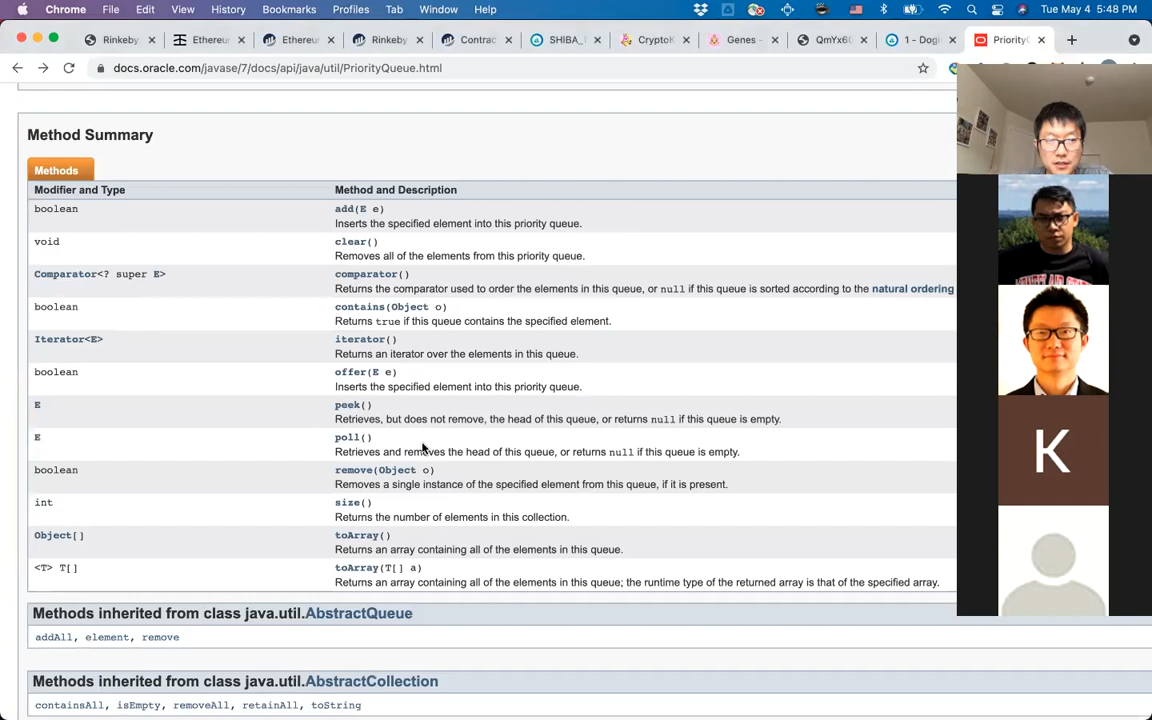 Chrome File Edit View History Bookmarks Profiles Tab Window Help Tue May 4 5:48 PM
Rinkeby Ethereur Ethereur Rinkeby Contrac SHIBA_I CryptoK Genes - QmYx6C 1 - Dogi Priority
docs.oracle.com/javase/7/docs/api/java/util/PriorityQueue.html
Method Summary
Methods
Modifier and Type Method and Description
boolean add(E e)
Inserts the specified element into this priority queue.
void clear()
Removes all of the elements from this priority queue.
Comparator<? super E> comparator()
Returns the comparator used to order the elements in this queue, or null if this queue is sorted according to the natural ordering
boolean contains(Object o)
Returns true if this queue contains the specified element.
Iterator<E> iterator()
Returns an iterator over the elements in this queue.
boolean offer(E e)
Inserts the specified element into this priority queue.
E peek()
Retrieves, but does not remove, the head of this queue, or returns null if this queue is empty.
E poll()
Retrieves and removes the head of this queue, or returns null if this queue is empty.
boolean remove(Object o)
Removes a single instance of the specified element from this queue, if it is present.
int size()
Returns the number of elements in this collection.
Object[] toArray()
Returns an array containing all of the elements in this queue.
<T> T[] toArray(T[] a)
Returns an array containing all of the elements in this queue; the runtime type of the returned array is that of the specified array.
Methods inherited from class java.util.AbstractQueue
addAll, element, remove
Methods inherited from class java.util.AbstractCollection
containsAll, isEmpty, removeAll, retainAll, toString
K